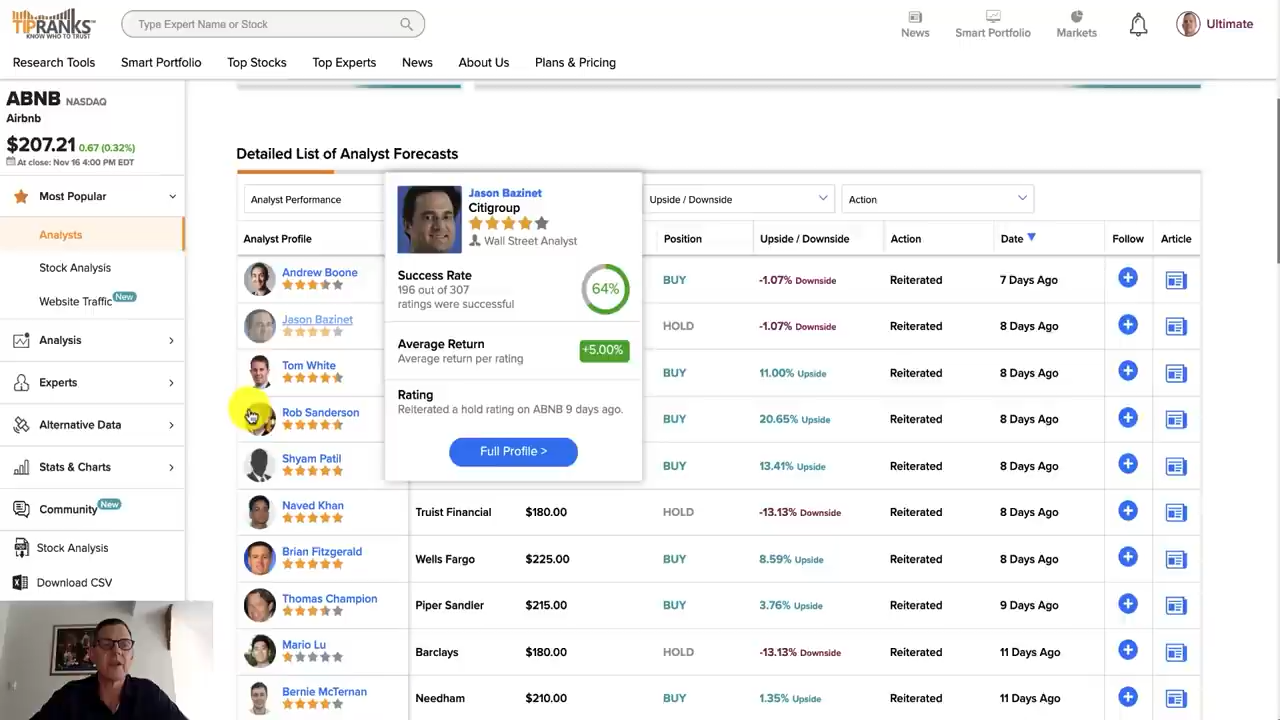 TIPRANKS
KNOW WHO TO TRUST
Type Expert Name or Stock
News
Smart Portfolio
Markets
Ultimate
Research Tools
Smart Portfolio
Top Stocks
Top Experts
News
About Us
Plans & Pricing
ABNB NASDAQ
Airbnb
$207.21 0.67 (0.32%)
At close: Nov 16 4:00 PM EDT
Most Popular
Analysts
Stock Analysis
Website Traffic New
Analysis
Experts
Alternative Data
Stats & Charts
Community New
Stock Analysis
Download CSV
Detailed List of Analyst Forecasts
Analyst Performance
Upside / Downside
Action
Analyst Profile
Position
Upside / Downside
Action
Date
Follow
Article
Jason Bazinet
Citigroup
Wall Street Analyst
Success Rate
196 out of 307
ratings were successful
64%
Average Return
Average return per rating
+5.00%
Rating
Reiterated a hold rating on ABNB 9 days ago.
Full Profile >
Andrew Boone BUY -1.07% Downside Reiterated 7 Days Ago
Jason Bazinet HOLD -1.07% Downside Reiterated 8 Days Ago
Tom White BUY 11.00% Upside Reiterated 8 Days Ago
Rob Sanderson BUY 20.65% Upside Reiterated 8 Days Ago
Shyam Patil BUY 13.41% Upside Reiterated 8 Days Ago
Naved Khan Truist Financial $180.00 HOLD -13.13% Downside Reiterated 8 Days Ago
Brian Fitzgerald Wells Fargo $225.00 BUY 8.59% Upside Reiterated 8 Days Ago
Thomas Champion Piper Sandler $215.00 BUY 3.76% Upside Reiterated 9 Days Ago
Mario Lu Barclays $180.00 HOLD -13.13% Downside Reiterated 11 Days Ago
Bernie McTernan Needham $210.00 BUY 1.35% Upside Reiterated 11 Days Ago